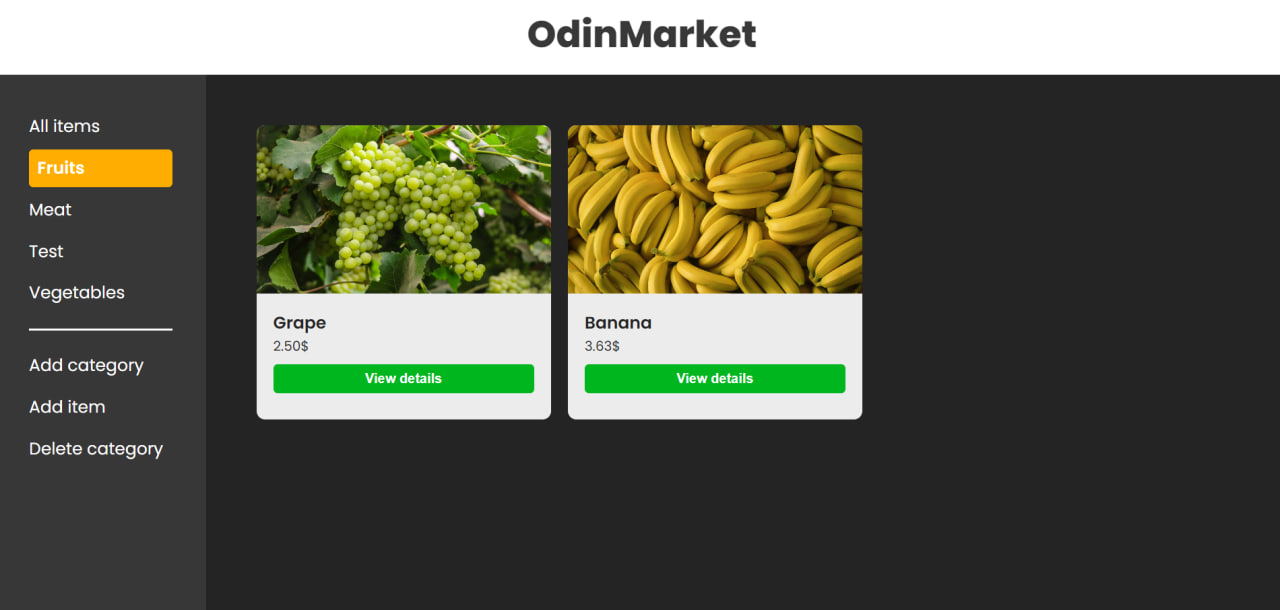 OdinMarket
All items
Fruits
Meat
Test
Vegetables
Add category
Add item
Delete category
Grape
2.50$
View details
Banana
3.63$
View details